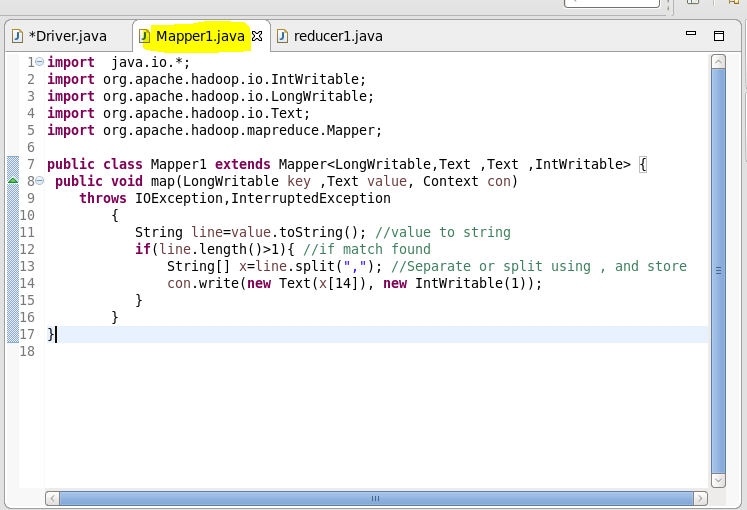 *Driver.java Mapper1.java reducer1.java
1 import  java.io.*;
2 import org.apache.hadoop.io.IntWritable;
3 import org.apache.hadoop.io.LongWritable;
4 import org.apache.hadoop.io.Text;
5 import org.apache.hadoop.mapreduce.Mapper;
6
7 public class Mapper1 extends Mapper<LongWritable,Text ,Text ,IntWritable> {
8  public void map(LongWritable key ,Text value, Context con)
9     throws IOException,InterruptedException
10         {
11            String line=value.toString(); //value to string
12            if(line.length()>1){ //if match found
13                String[] x=line.split(","); //Separate or split using , and store
14                con.write(new Text(x[14]), new IntWritable(1));
15            }
16         }
17 }
18